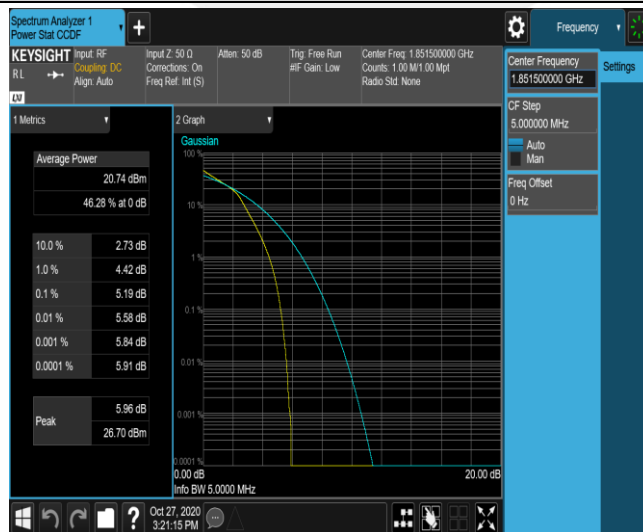 Spectrum Analyzer 1
Power Stat CCDF
Frequency
KEYSIGHT
RL
LXI
Input: RF
Coupling: DC
Align: Auto
Input Z: 50 Ω
Corrections: On
Freq Ref: Int (S)
Atten: 50 dB
Trig: Free Run
#IF Gain: Low
Center Freq: 1.851500000 GHz
Counts: 1.00 M/1.00 Mpt
Radio Std: None
Center Frequency
1.851500000 GHz
Settings
CF Step
5.000000 MHz
Auto
Man
Freq Offset
0 Hz
1 Metrics
Average Power
20.74 dBm
46.28 % at 0 dB
10.0 % 2.73 dB
1.0 % 4.42 dB
0.1 % 5.19 dB
0.01 % 5.58 dB
0.001 % 5.84 dB
0.0001 % 5.91 dB
Peak
5.96 dB
26.70 dBm
2 Graph
Gaussian
100 %
10 %
1 %
0.1 %
0.01 %
0.001 %
0.0001 %
0.00 dB 20.00 dB
Info BW 5.0000 MHz
Oct 27, 2020
3:21:15 PM